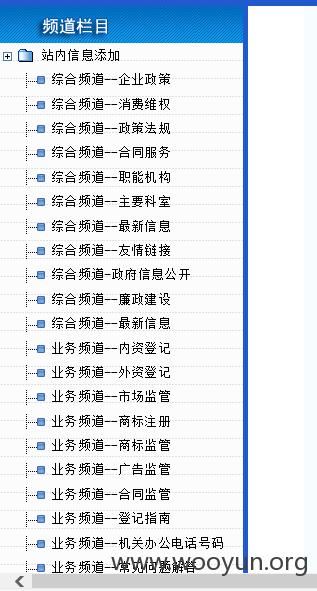 频道栏目
站内信息添加
综合频道--企业政策
综合频道--消费维权
综合频道--政策法规
综合频道--合同服务
综合频道--职能机构
综合频道--主要科室
综合频道--最新信息
综合频道--友情链接
综合频道-政府信息公开
综合频道--廉政建设
综合频道--最新信息
业务频道--内资登记
业务频道--外资登记
业务频道--市场监管
业务频道--商标注册
业务频道--商标监管
业务频道--广告监管
业务频道--合同监管
业务频道--登记指南
业务频道--机关办公电话号码
业务频道--常见问题解答
www.wooyun.org